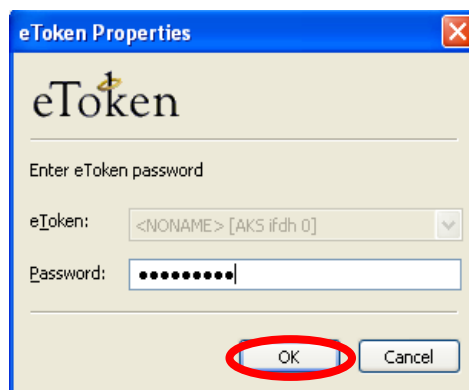 eToken Properties
eToken
Enter eToken password
eToken: <NONAME> [AKS ifdh 0]
Password: ●●●●●●●●●
OK Cancel